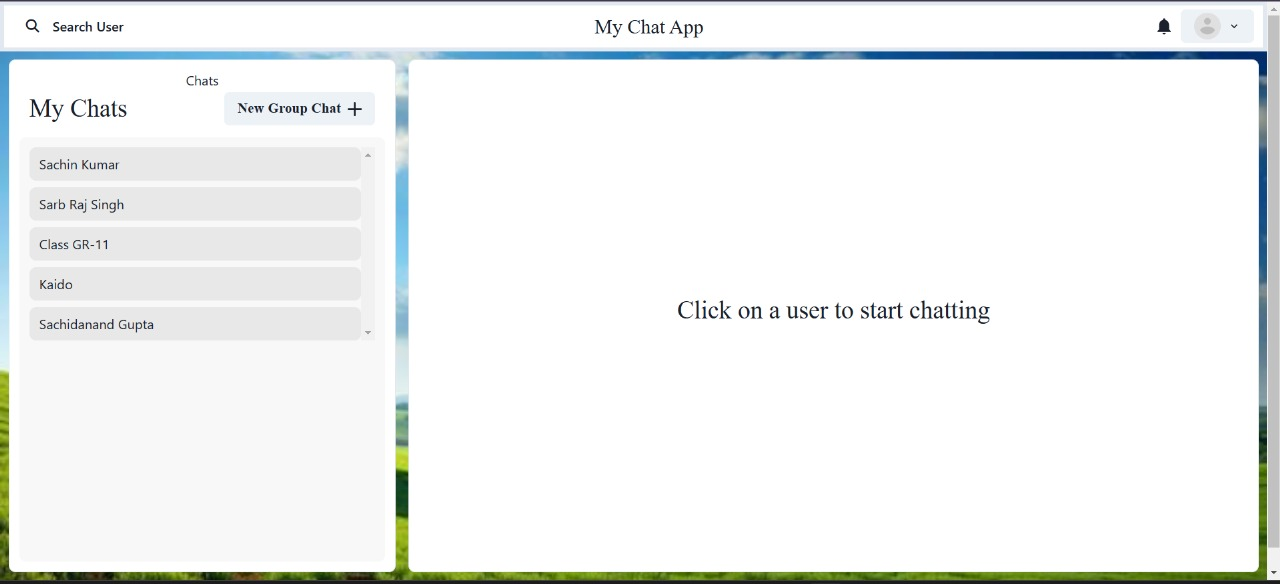 Search User
My Chat App
Chats
My Chats
New Group Chat
Sachin Kumar
Sarb Raj Singh
Class GR-11
Kaido
Sachidanand Gupta
Click on a user to start chatting